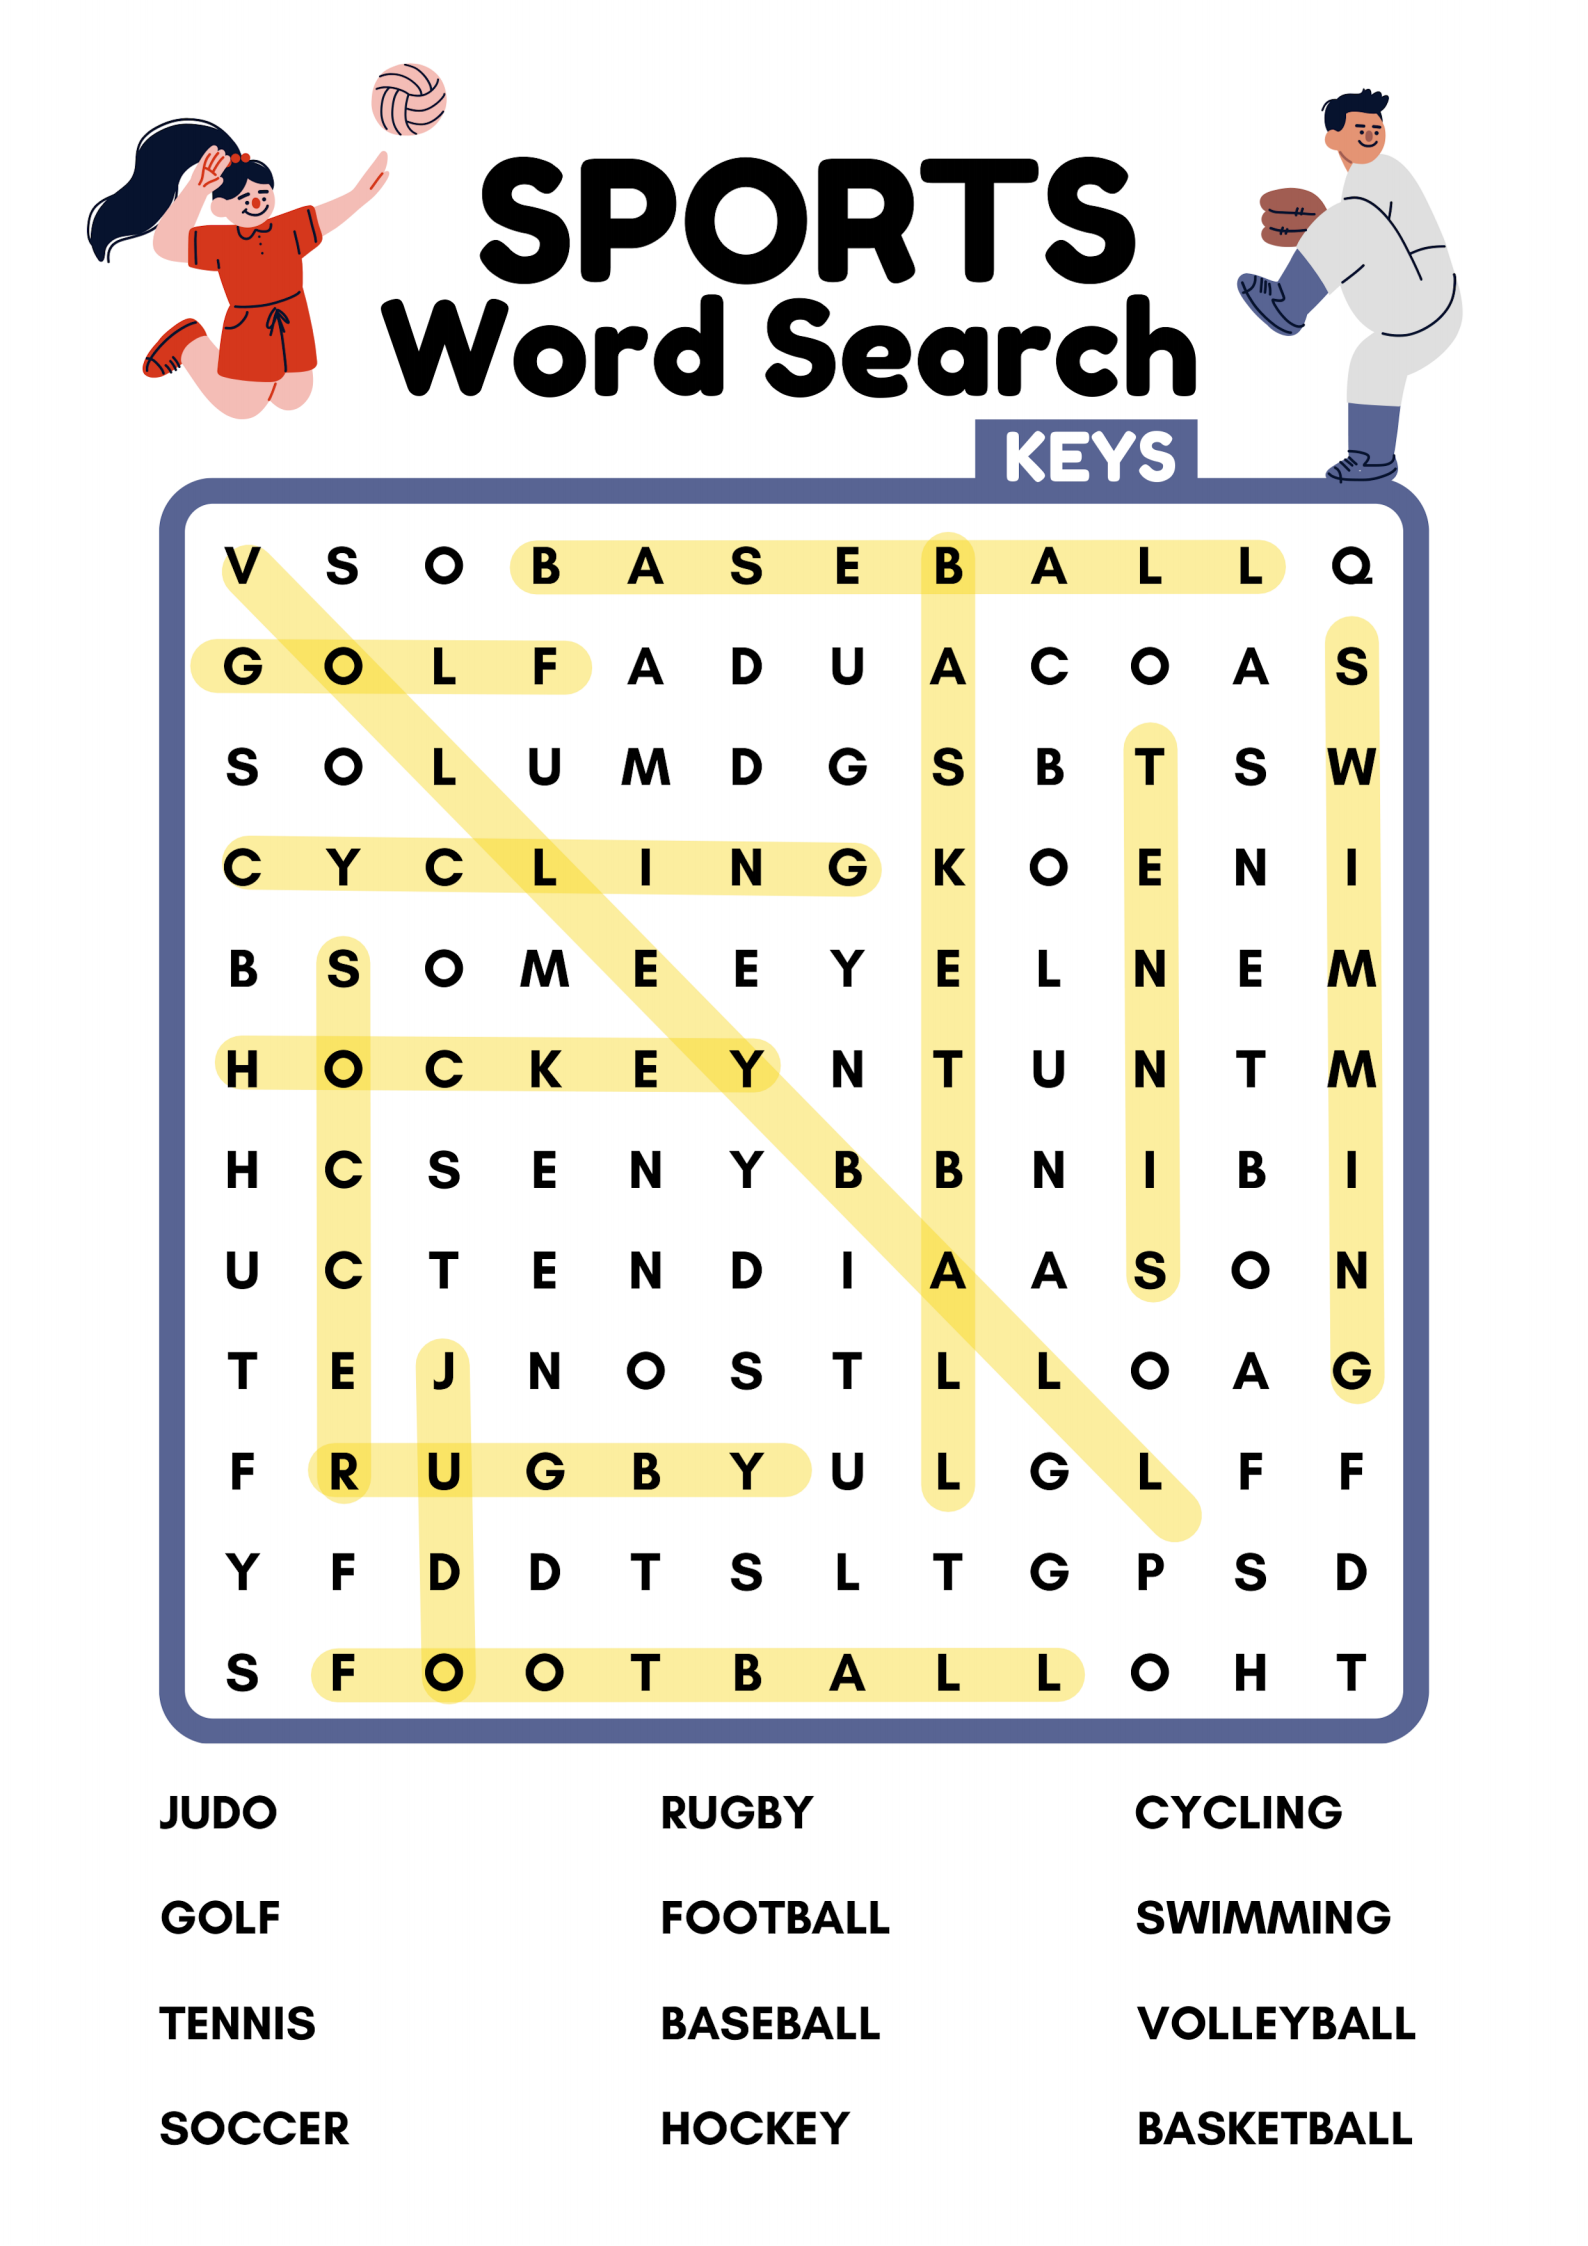 SPORTS
Word Search
KEYS
V S O B A S E B A L L Q
G O L F A D U A C O A S
S O L U M D G S B T S W
C Y C L I N G K O E N I
B S O M E E Y E L N E M
H O C K E Y N T U N T M
H C S E N Y B B N I B I
U C T E N D I A A S O N
T E J N O S T L L O A G
F R U G B Y U L G L F F
Y F D D T S L T G P S D
S F O O T B A L L O H T
JUDO RUGBY CYCLING
GOLF FOOTBALL SWIMMING
TENNIS BASEBALL VOLLEYBALL
SOCCER HOCKEY BASKETBALL